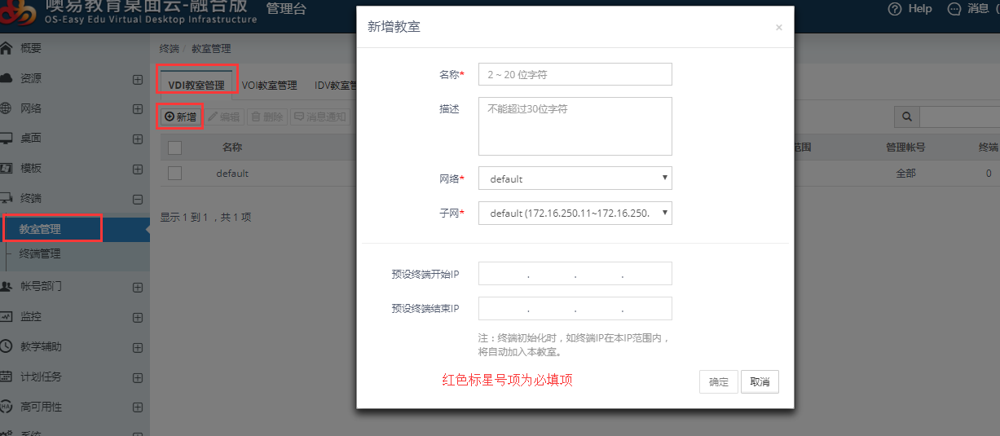 噢易教育桌面云-融合版
OS-Easy Edu Virtual Desktop Infrastructure
管理台
Help
消息
概要
资源
网络
桌面
模板
终端
教室管理
终端管理
帐号部门
监控
教学辅助
计划任务
高可用性
系统
终端 / 教室管理
VDI教室管理
VOI教室管理
IDV教室管
新增
编辑
删除
消息通知
名称
范围
管理帐号
终端
default
全部
0
显示 1 到 1 ，共 1 项
新增教室
×
名称*
2 ~ 20 位字符
描述
不能超过30位字符
网络*
default
子网*
default (172.16.250.11~172.16.250.
预设终端开始IP
. . .
预设终端结束IP
. . .
注：终端初始化时，如终端IP在本IP范围内，
将自动加入本教室。
红色标星号项为必填项
确定
取消